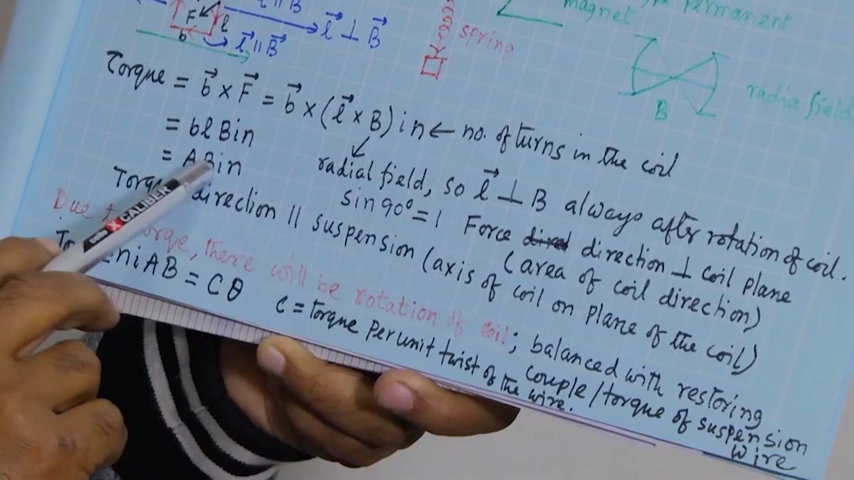 permanent
magnet
l ∥ B
F
l
b
l⃗ ∥ B⃗
l⃗ ⊥ B⃗
spring
radial field
B
Torque = b⃗ × F⃗ = b⃗ × (l⃗ × B⃗) in ← no. of turns in the coil
= blBin
= ABin
radial field, so l⃗ ⊥ B always after rotation of coil.
sin 90° = 1 Force direction ⊥ coil plane
(area of coil direction)
direction ∥ suspension (axis of coil on plane of the coil)
Due there will be rotation of coil; balanced with restoring
couple/torque of suspension
wire
niAB = Cθ
C = Torque per unit twist of the wire.
CALIBER